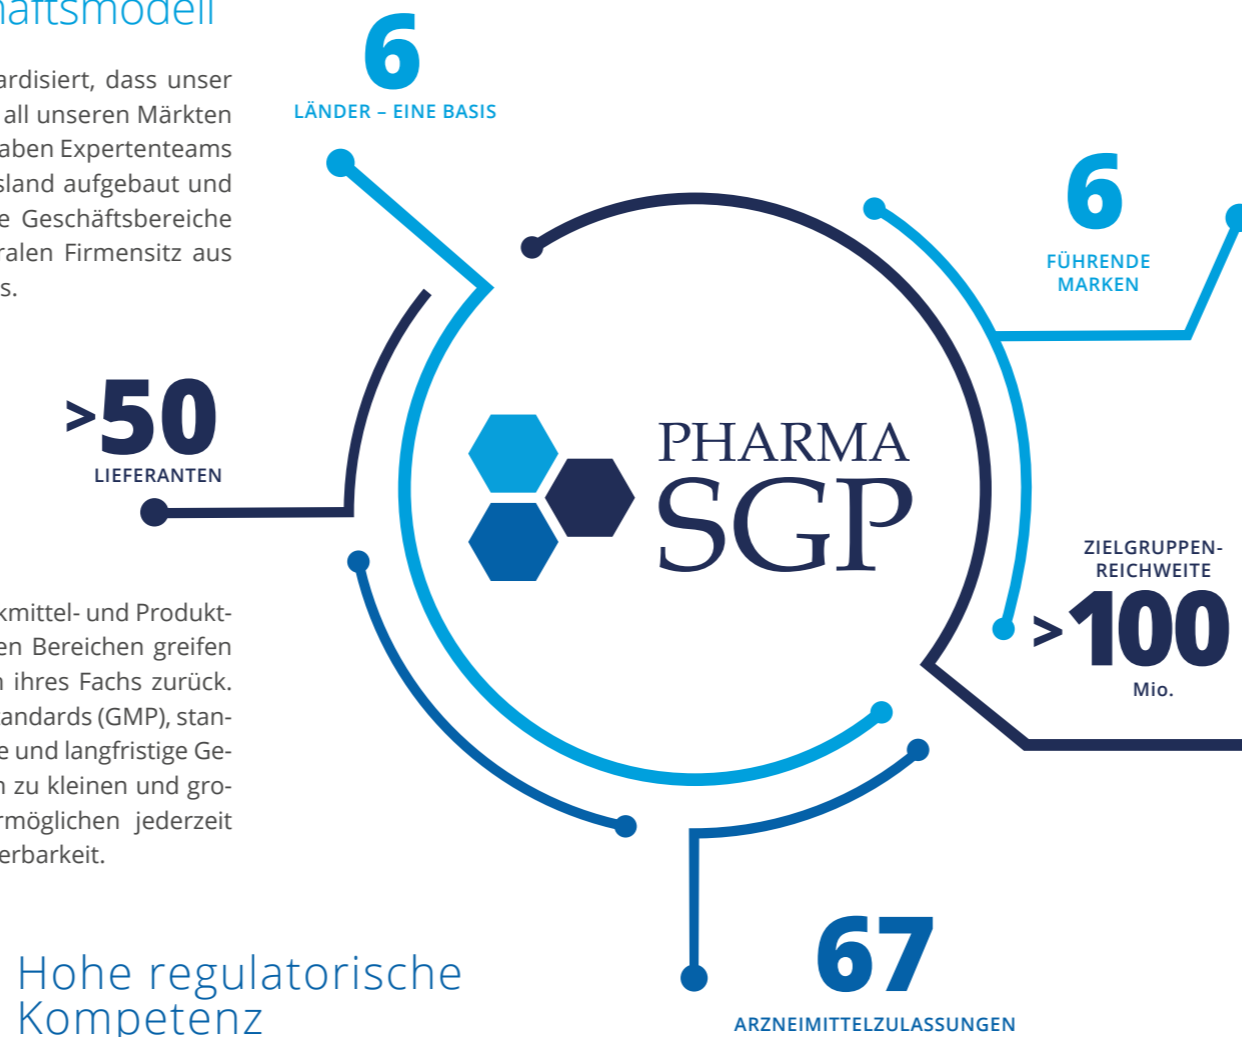 äftsmodell
ardisiert, dass unser
all unseren Märkten
aben Expertenteams
sland aufgebaut und
e Geschäftsbereiche
ralen Firmensitz aus
s.
6
LÄNDER – EINE BASIS
6
FÜHRENDE
MARKEN
>50
LIEFERANTEN
PHARMA
SGP
ZIELGRUPPEN-
REICHWEITE
>100
Mio.
kmittel- und Produkt-
en Bereichen greifen
n ihres Fachs zurück.
tandards (GMP), stan-
e und langfristige Ge-
n zu kleinen und gro-
rmöglichen jederzeit
erbarkeit.
Hohe regulatorische
Kompetenz
67
ARZNEIMITTELZULASSUNGEN